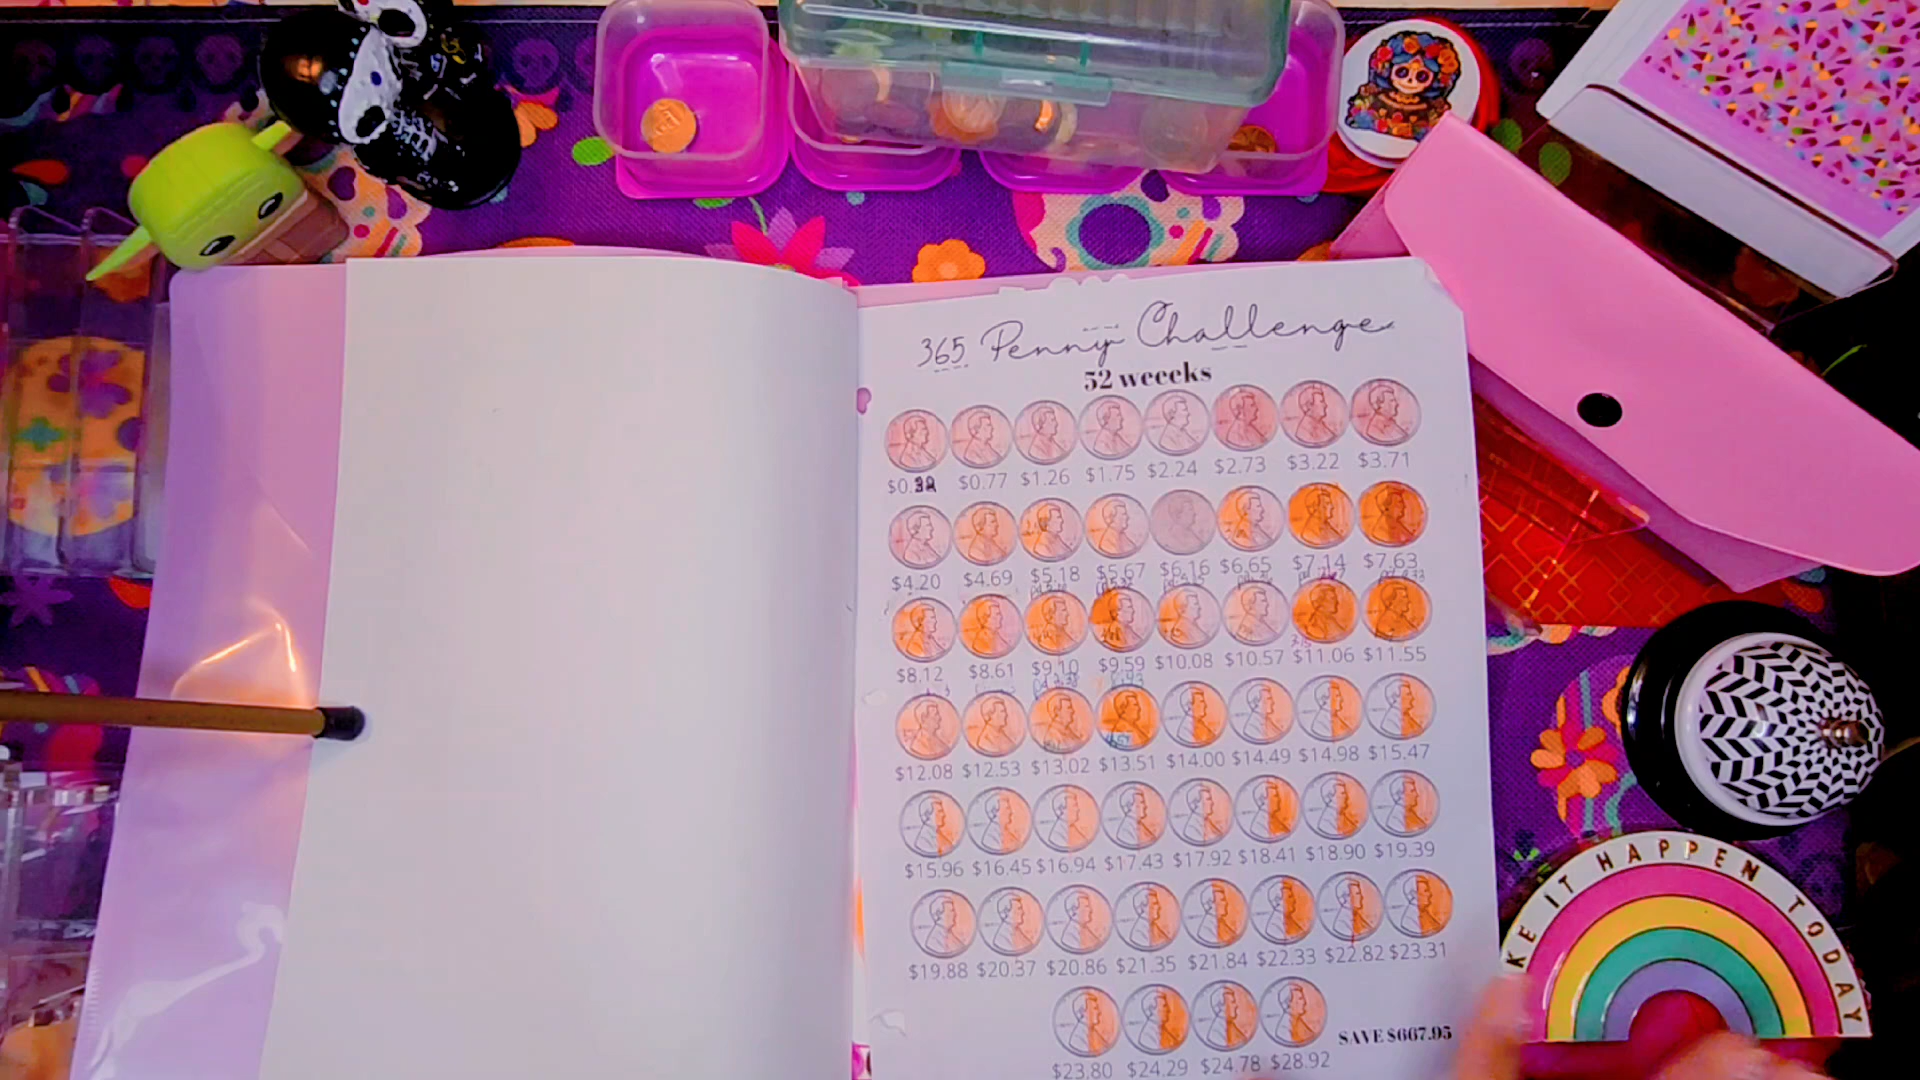 365 Penny Challenge
52 weeeks
$0. $0.77 $1.26 $1.75 $2.24 $2.73 $3.22 $3.71
$4.20 $4.69 $5.18 $5.67 $6.16 $6.65 $7.14 $7.63
$8.12 $8.61 $9.10 $9.59 $10.08 $10.57 $11.06 $11.55
$12.08 $12.53 $13.02 $13.51 $14.00 $14.49 $14.98 $15.47
$15.96 $16.45 $16.94 $17.43 $17.92 $18.41 $18.90 $19.39
$19.88 $20.37 $20.86 $21.35 $21.84 $22.33 $22.82 $23.31
$23.80 $24.29 $24.78 $28.92
SAVE $667.95
KE IT HAPPEN TODAY